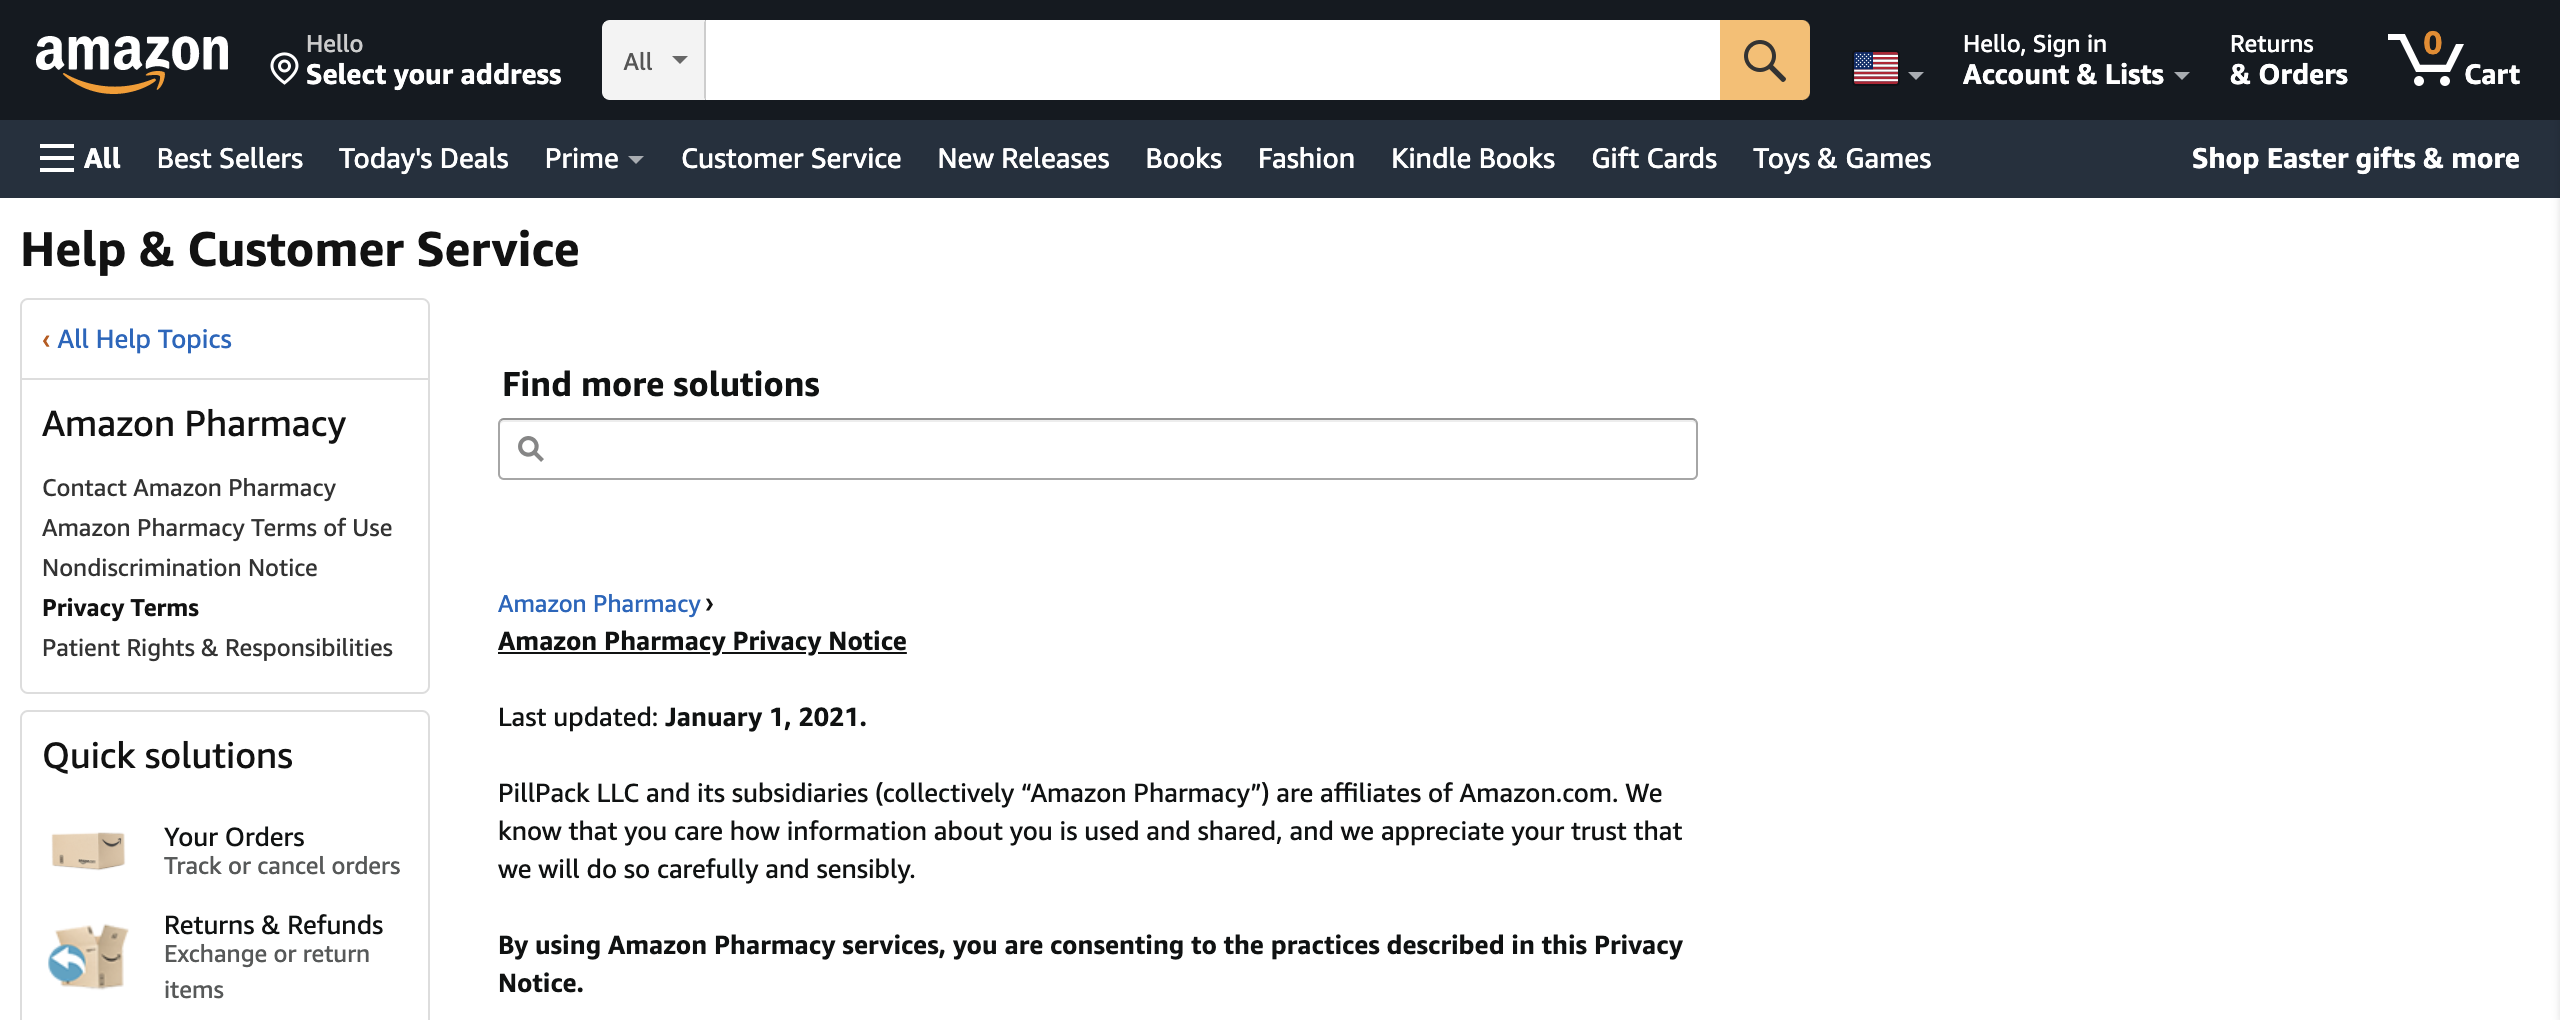 amazon
Hello
Select your address
All
Hello, Sign in
Account & Lists
Returns
& Orders
0
Cart
All
Best Sellers
Today's Deals
Prime
Customer Service
New Releases
Books
Fashion
Kindle Books
Gift Cards
Toys & Games
Shop Easter gifts & more
Help & Customer Service
‹ All Help Topics
Amazon Pharmacy
Contact Amazon Pharmacy
Amazon Pharmacy Terms of Use
Nondiscrimination Notice
Privacy Terms
Patient Rights & Responsibilities
Quick solutions
Your Orders
Track or cancel orders
Returns & Refunds
Exchange or return
items
Find more solutions
Amazon Pharmacy ›
Amazon Pharmacy Privacy Notice
Last updated: January 1, 2021.
PillPack LLC and its subsidiaries (collectively “Amazon Pharmacy”) are affiliates of Amazon.com. We
know that you care how information about you is used and shared, and we appreciate your trust that
we will do so carefully and sensibly.
By using Amazon Pharmacy services, you are consenting to the practices described in this Privacy
Notice.